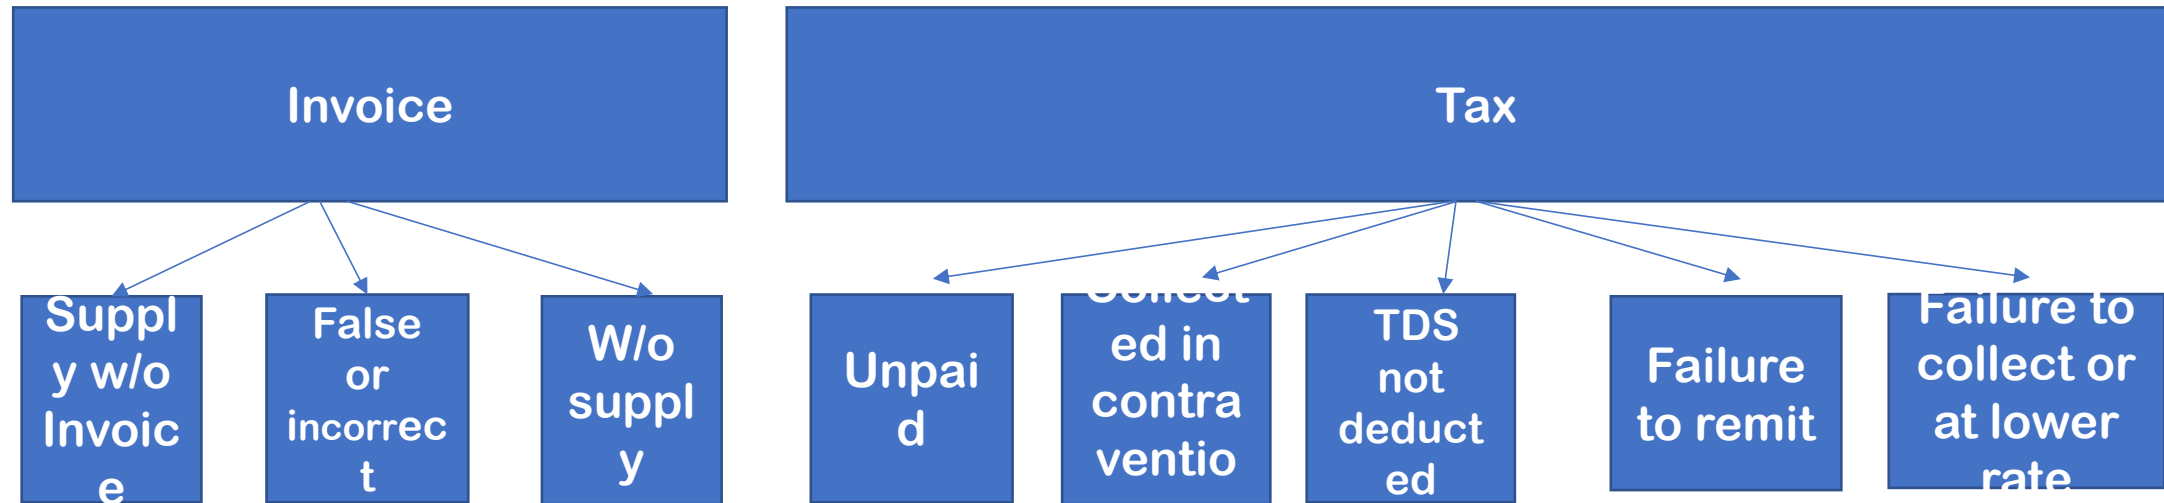 Invoice
Tax
Suppl
y w/o
Invoic
e
False
or
incorrec
t
W/o
suppl
y
Unpai
d
Collect
ed in
contra
ventio
TDS
not
deduct
ed
Failure
to remit
Failure to
collect or
at lower
rate